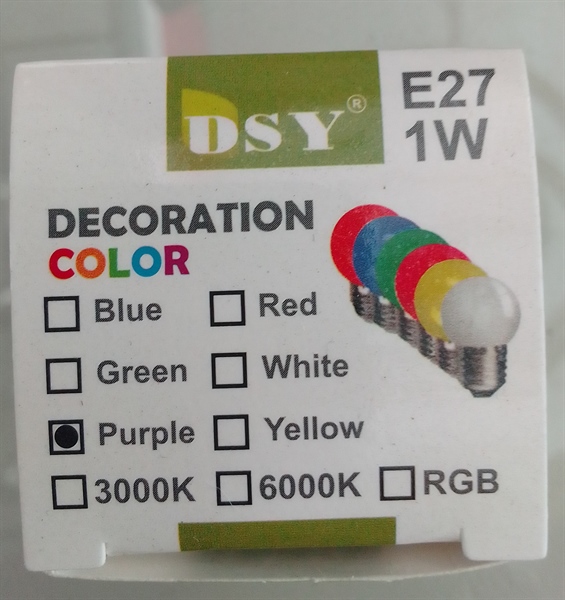 DSY®
E27
1W
DECORATION
COLOR
Blue Red
Green White
Purple Yellow
3000K 6000K RGB